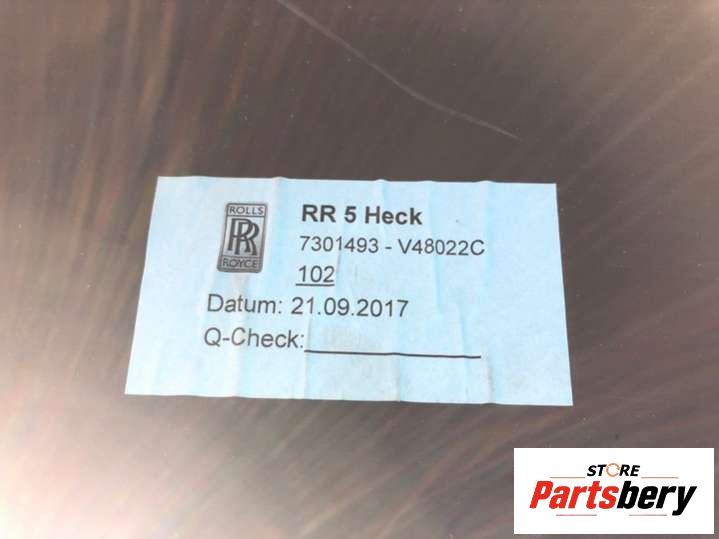 ROLLS
RR
ROYCE
RR 5 Heck
7301493 - V48022C
102
Datum: 21.09.2017
Q-Check:
STORE
Partsbery